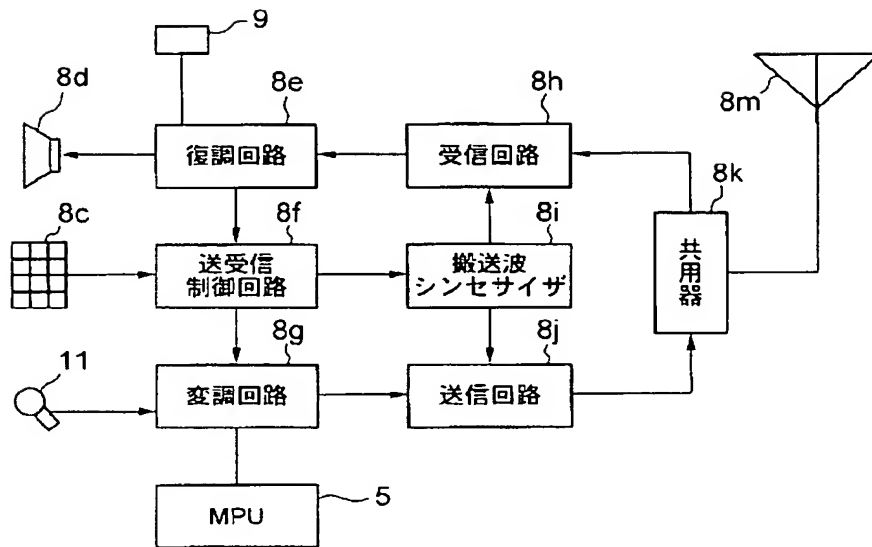 9
8d
8e
8h
8m
復調回路
受信回路
8k
8c
8f
8i
送受信
制御回路
搬送波
シンセサイザ
共用器
8g
8j
11
変調回路
送信回路
MPU
5